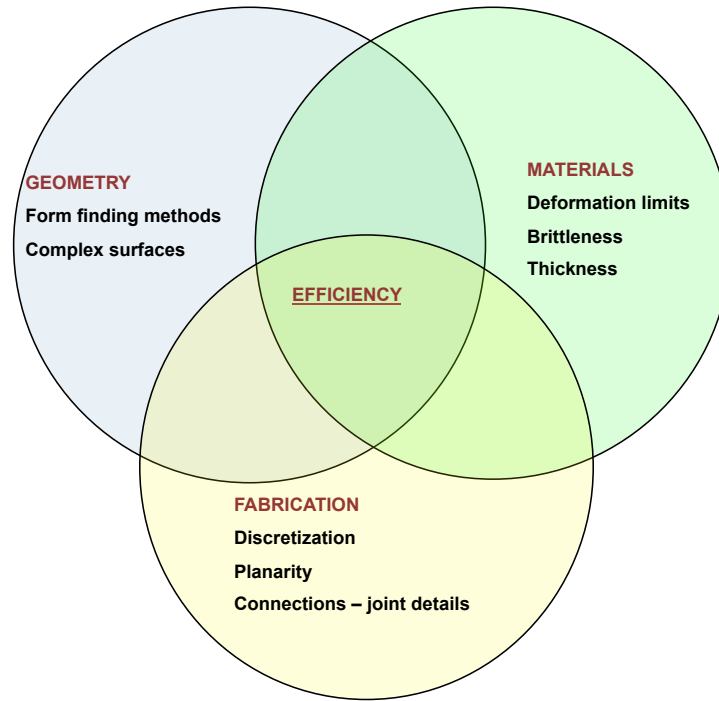 GEOMETRY
Form finding methods
Complex surfaces
MATERIALS
Deformation limits
Brittleness
Thickness
EFFICIENCY
FABRICATION
Discretization
Planarity
Connections – joint details